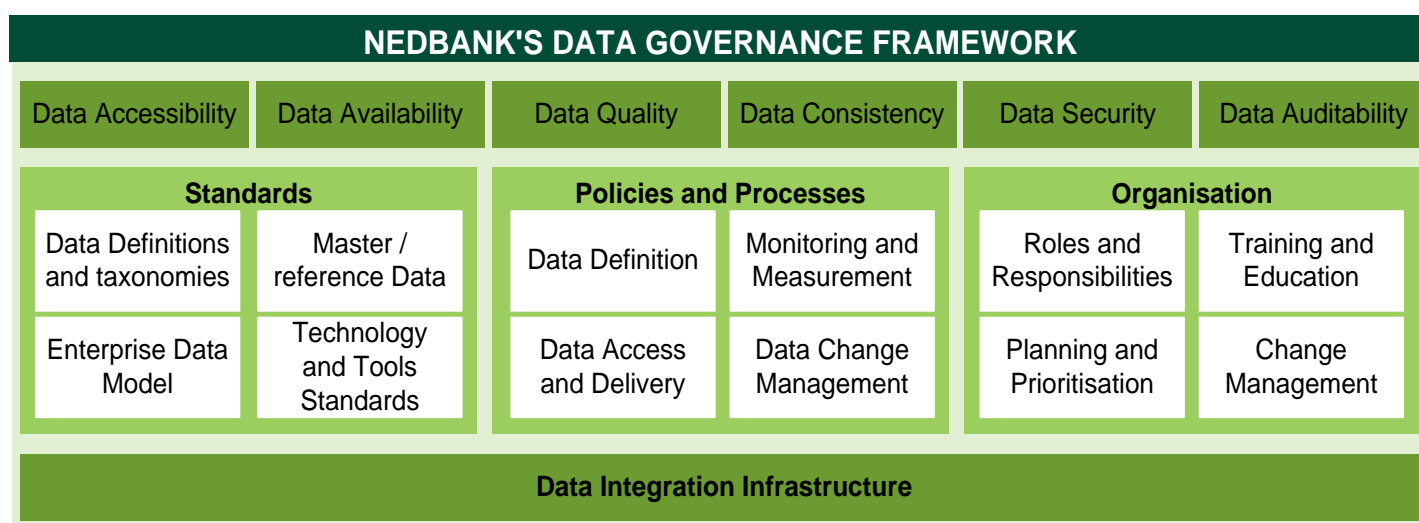 NEDBANK'S DATA GOVERNANCE FRAMEWORK
Data Accessibility
Data Availability
Data Quality
Data Consistency
Data Security
Data Auditability
Standards
Data Definitions
and taxonomies
Master /
reference Data
Enterprise Data
Model
Technology
and Tools
Standards
Policies and Processes
Data Definition
Monitoring and
Measurement
Data Access
and Delivery
Data Change
Management
Organisation
Roles and
Responsibilities
Training and
Education
Planning and
Prioritisation
Change
Management
Data Integration Infrastructure